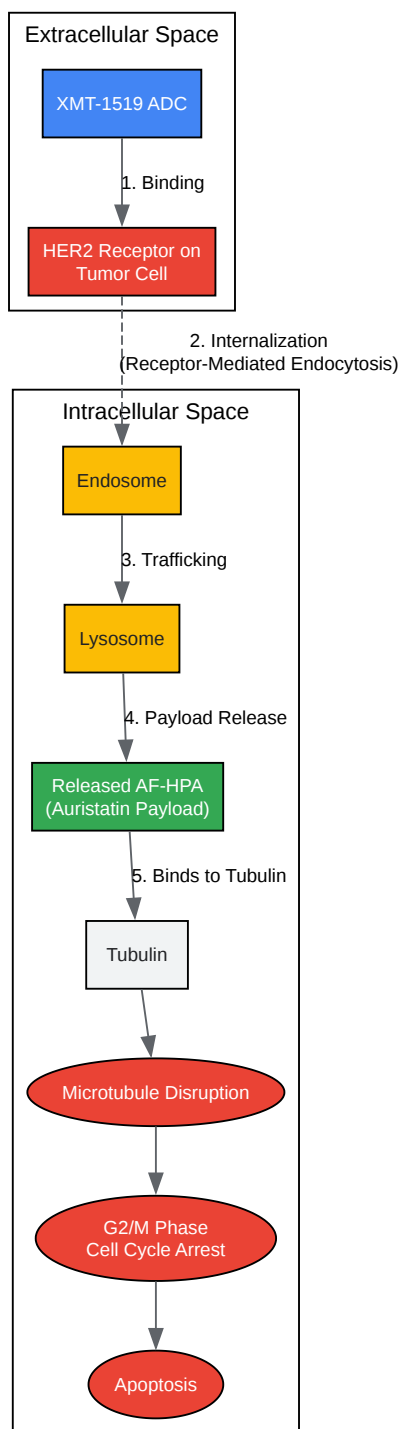 Extracellular Space
XMT-1519 ADC
1. Binding
HER2 Receptor on
Tumor Cell
2. Internalization
(Receptor-Mediated Endocytosis)
Intracellular Space
Endosome
3. Trafficking
Lysosome
4. Payload Release
Released AF-HPA
(Auristatin Payload)
5. Binds to Tubulin
Tubulin
Microtubule Disruption
G2/M Phase
Cell Cycle Arrest
Apoptosis